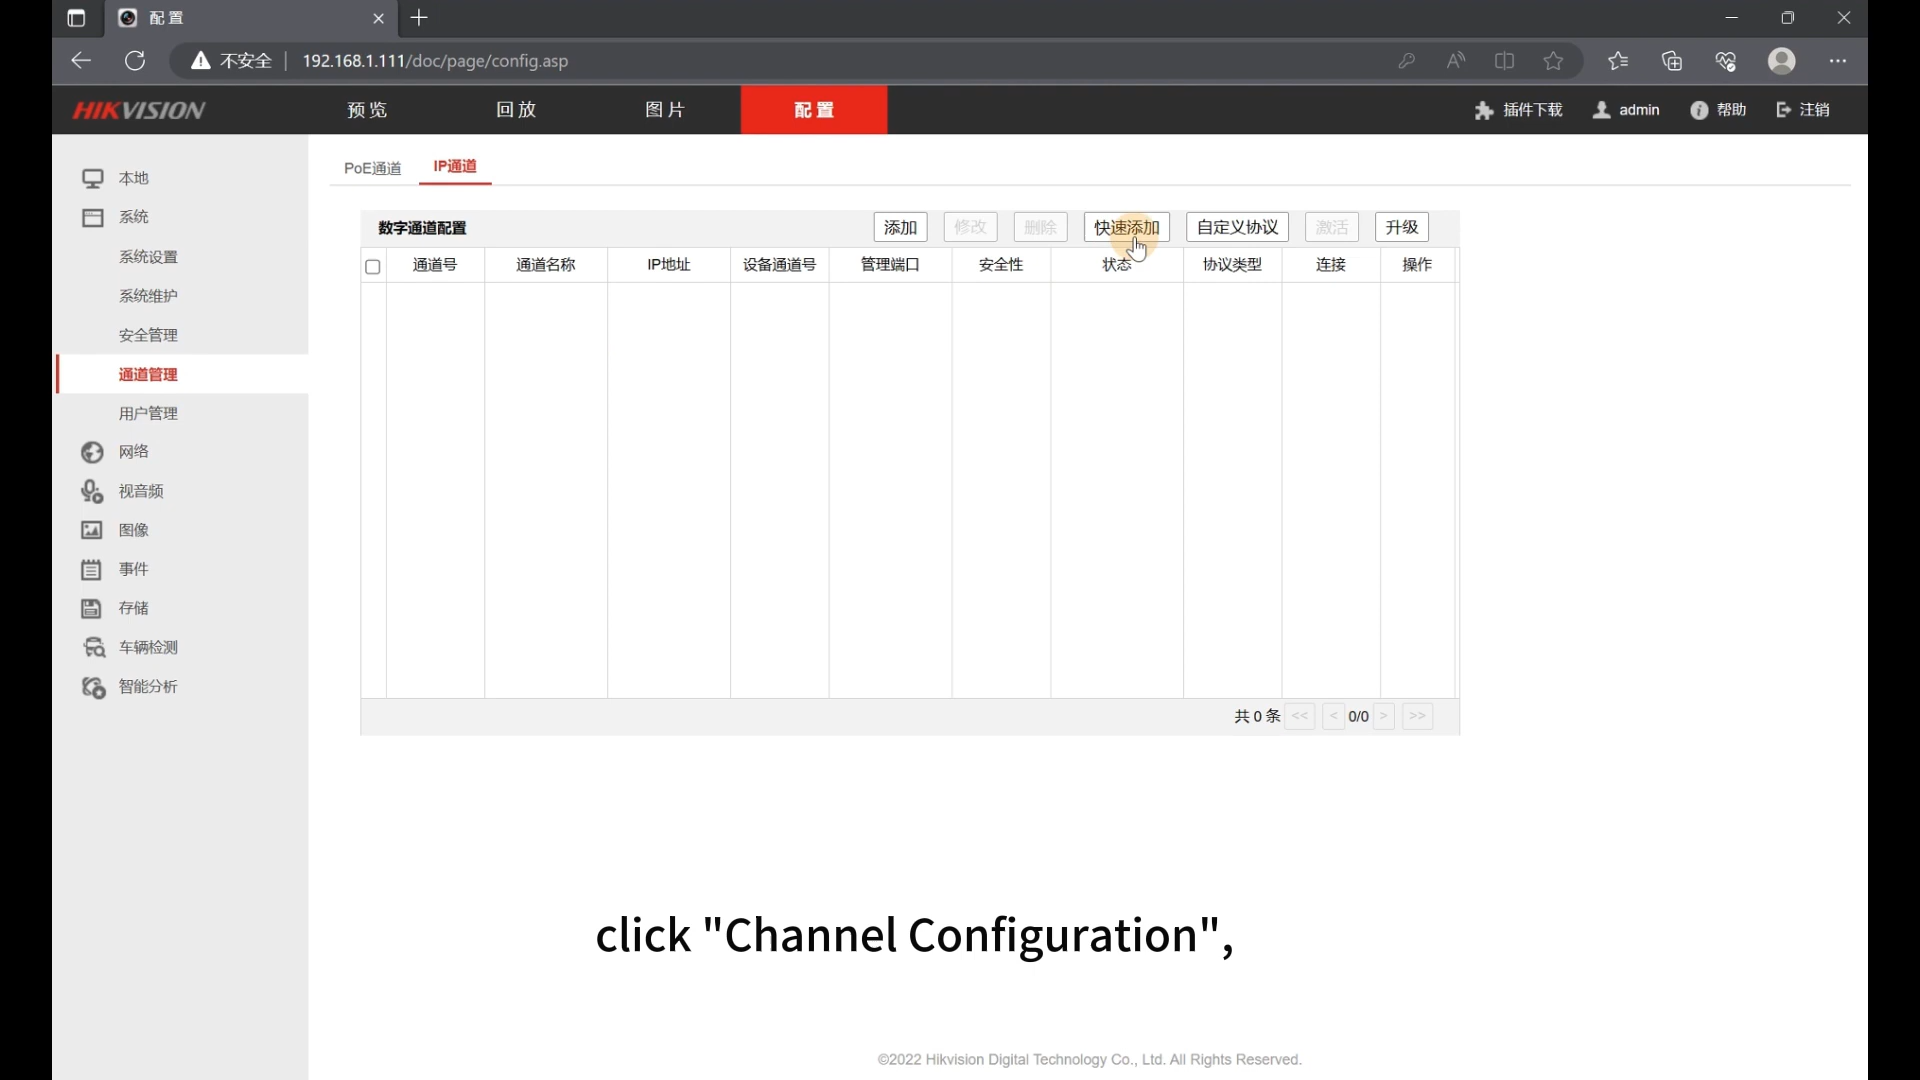 配置
不安全 192.168.1.111/doc/page/config.asp
HIKVISION 预览 回放 图片 配置 插件下载 admin 帮助 注销
本地
系统
系统设置
系统维护
安全管理
通道管理
用户管理
网络
视音频
图像
事件
存储
车辆检测
智能分析
PoE通道 IP通道
数字通道配置 添加 修改 删除 快速添加 自定义协议 激活 升级
通道号 通道名称 IP地址 设备通道号 管理端口 安全性 状态 协议类型 连接 操作
共 0 条 << < 0/0 > >>
click "Channel Configuration",
©2022 Hikvision Digital Technology Co., Ltd. All Rights Reserved.